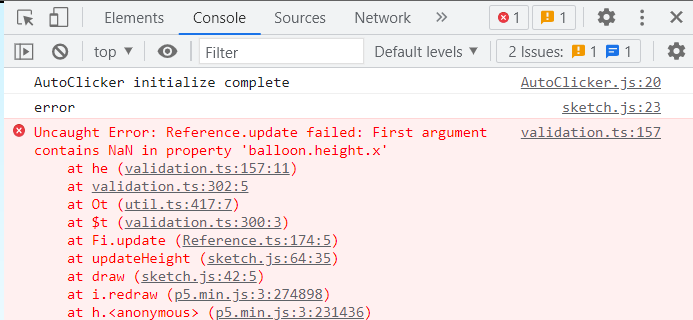 Elements Console Sources Network » 1 1
top Filter Default levels 2 Issues: 1 1
AutoClicker initialize complete AutoClicker.js:20
error sketch.js:23
Uncaught Error: Reference.update failed: First argument validation.ts:157
contains NaN in property 'balloon.height.x'
at he (validation.ts:157:11)
at validation.ts:302:5
at Ot (util.ts:417:7)
at $t (validation.ts:300:3)
at Fi.update (Reference.ts:174:5)
at updateHeight (sketch.js:64:35)
at draw (sketch.js:42:5)
at i.redraw (p5.min.js:3:274898)
at h.<anonymous> (p5.min.js:3:231436)